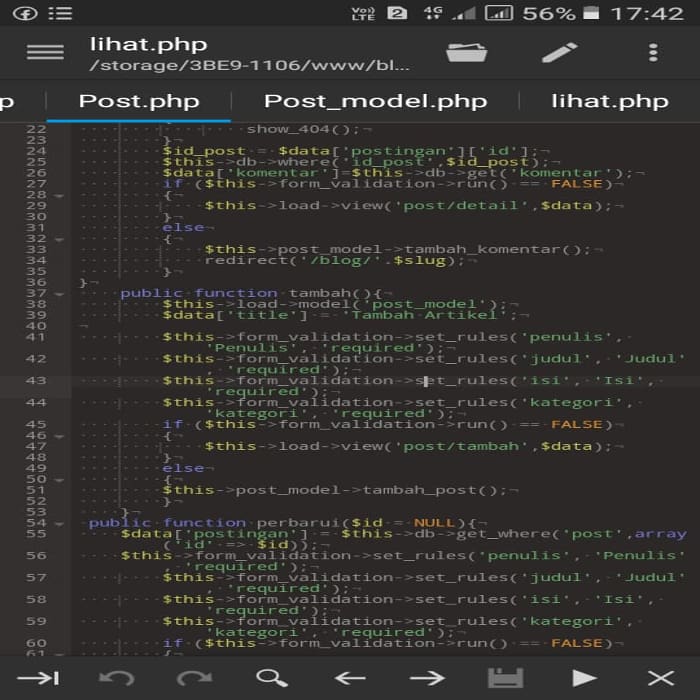 Vo)) LTE 2 4G 56% 17:42
lihat.php
/storage/3BE9-1106/www/bl...
p Post.php Post_model.php lihat.php
22 show_404();
23 }
24 $id_post = $data['postingan']['id'];
25 $this->db->where('id_post',$id_post);
26 $data['komentar']=$this->db->get('komentar');
27 if ($this->form_validation->run() == FALSE)
28 {
29 $this->load->view('post/detail',$data);
30 }
31 else
32 {
33 $this->post_model->tambah_komentar();
34 redirect('/blog/'.$slug);
35 }
36 }
37 public function tambah(){
38 $this->load->model('post_model');
39 $data['title'] = 'Tambah Artikel';
40
41 $this->form_validation->set_rules('penulis',
'Penulis', 'required');
42 $this->form_validation->set_rules('judul', 'Judul'
, 'required');
43 $this->form_validation->set_rules('isi', 'Isi',
'required');
44 $this->form_validation->set_rules('kategori',
'kategori', 'required');
45 if ($this->form_validation->run() == FALSE)
46 {
47 $this->load->view('post/tambah',$data);
48 }
49 else
50 {
51 $this->post_model->tambah_post();
52 }
53 }
54 public function perbarui($id = NULL){
55 $data['postingan'] = $this->db->get_where('post',array
('id' => $id));
56 $this->form_validation->set_rules('penulis', 'Penulis'
, 'required');
57 $this->form_validation->set_rules('judul', 'Judul'
, 'required');
58 $this->form_validation->set_rules('isi', 'Isi',
'required');
59 $this->form_validation->set_rules('kategori',
'kategori', 'required');
60 if ($this->form_validation->run() == FALSE)
61 {